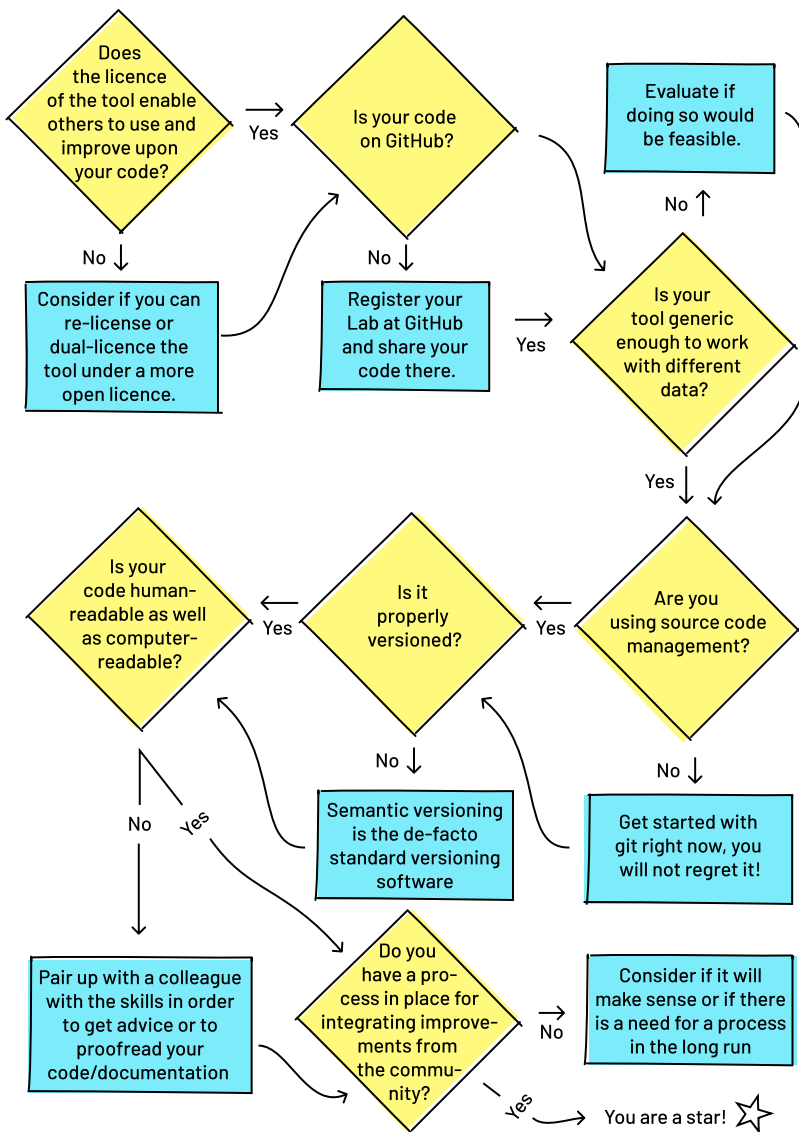 Does
the licence
of the tool enable
others to use and
improve upon
your code?
Yes
Is your code
on GitHub?
Evaluate if
doing so would
be feasible.
No
No
Consider if you can
re-license or
dual-licence the
tool under a more
open licence.
No
Register your
Lab at GitHub
and share your
code there.
Yes
Is your
tool generic
enough to work
with different
data?
Yes
Are you
using source code
management?
Yes
Is it
properly
versioned?
Yes
Is your
code human-
readable as well
as computer-
readable?
No
Get started with
git right now, you
will not regret it!
No
Semantic versioning
is the de-facto
standard versioning
software
No
Yes
Pair up with a colleague
with the skills in order
to get advice or to
proofread your
code/documentation
Do you
have a pro-
cess in place for
integrating improve-
ments from
the commu-
nity?
No
Consider if it will
make sense or if there
is a need for a process
in the long run
Yes
You are a star!